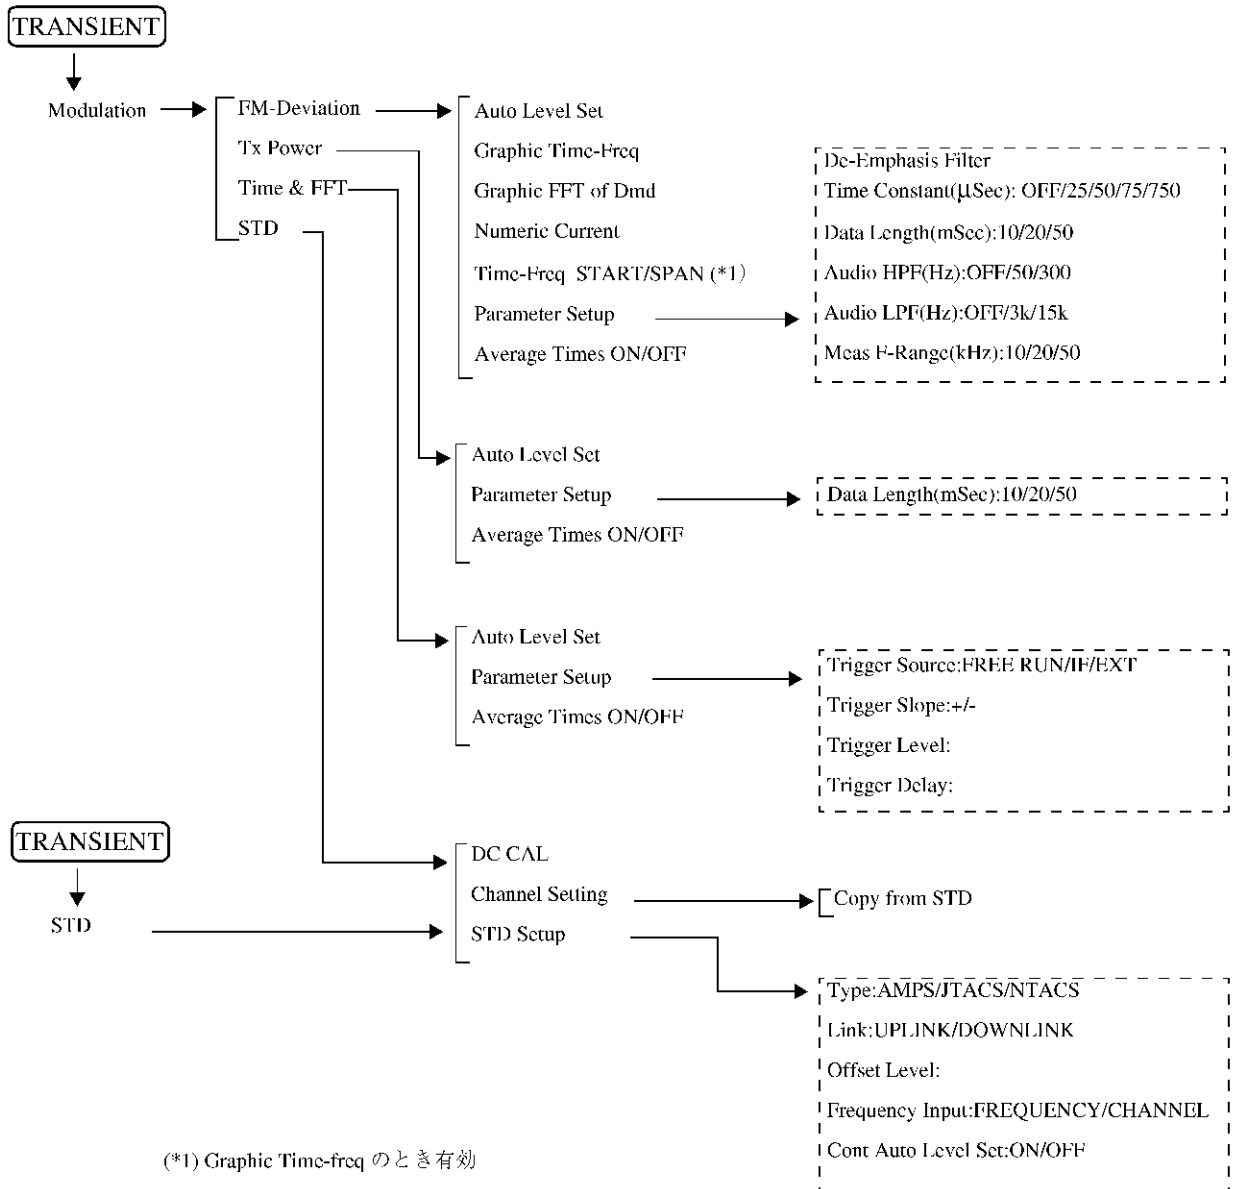 TRANSIENT
Modulation
FM-Deviation
Tx Power
Time & FFT
STD
Auto Level Set
Graphic Time-Freq
Graphic FFT of Dmd
Numeric Current
Time-Freq START/SPAN (*1)
Parameter Setup
Average Times ON/OFF
De-Emphasis Filter
Time Constant(μSec): OFF/25/50/75/750
Data Length(mSec):10/20/50
Audio HPF(Hz):OFF/50/300
Audio LPF(Hz):OFF/3k/15k
Meas F-Range(kHz):10/20/50
Auto Level Set
Parameter Setup
Average Times ON/OFF
Data Length(mSec):10/20/50
Auto Level Set
Parameter Setup
Average Times ON/OFF
Trigger Source:FREE RUN/IF/EXT
Trigger Slope:+/-
Trigger Level:
Trigger Delay:
TRANSIENT
STD
DC CAL
Channel Setting
STD Setup
Copy from STD
Type:AMPS/JTACS/NTACS
Link:UPLINK/DOWNLINK
Offset Level:
Frequency Input:FREQUENCY/CHANNEL
Cont Auto Level Set:ON/OFF
(*1) Graphic Time-freq のとき有効